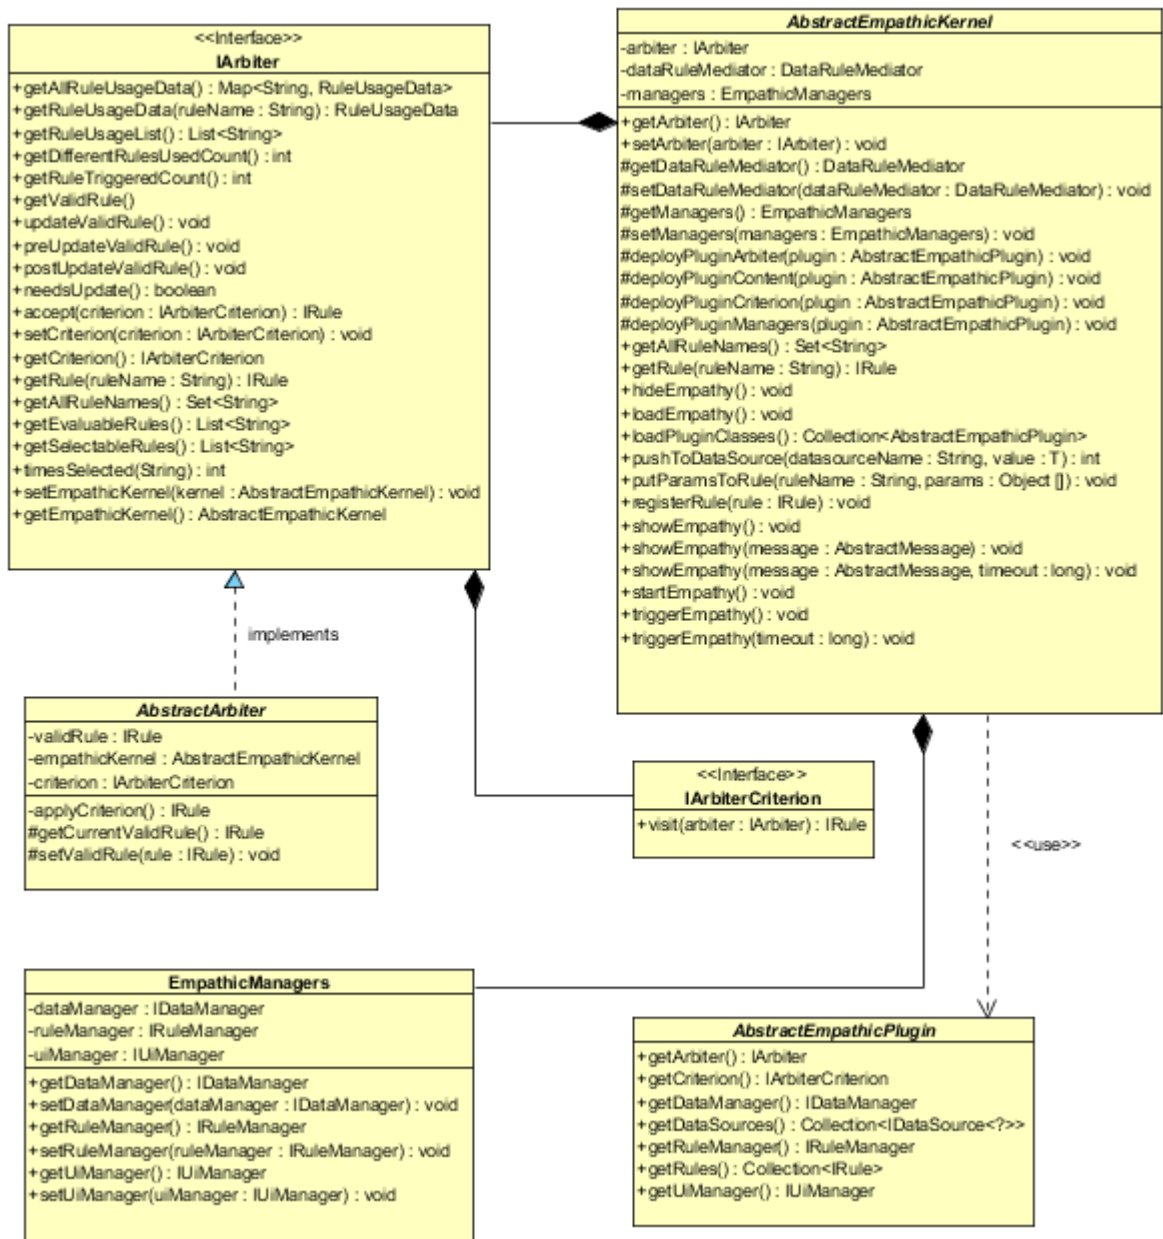 <<Interface>>
IArbiter
+getAllRuleUsageData() : Map<String, RuleUsageData>
+getRuleUsageData(ruleName : String) : RuleUsageData
+getRuleUsageList() : List<String>
+getDifferentRulesUsedCount() : int
+getRuleTriggeredCount() : int
+getValidRule()
+updateValidRule() : void
+preUpdateValidRule() : void
+postUpdateValidRule() : void
+needsUpdate() : boolean
+accept(criterion : IArbiterCriterion) : IRule
+setCriterion(criterion : IArbiterCriterion) : void
+getCriterion() : IArbiterCriterion
+getRule(ruleName : String) : IRule
+getAllRuleNames() : Set<String>
+getEvaluableRules() : List<String>
+getSelectableRules() : List<String>
+timesSelected(String) : int
+setEmpathicKernel(kernel : AbstractEmpathicKernel) : void
+getEmpathicKernel() : AbstractEmpathicKernel
AbstractEmpathicKernel
-arbiter : IArbiter
-dataRuleMediator : DataRuleMediator
-managers : EmpathicManagers
+getArbiter() : IArbiter
+setArbiter(arbiter : IArbiter) : void
#getDataRuleMediator() : DataRuleMediator
#setDataRuleMediator(dataRuleMediator : DataRuleMediator) : void
#getManagers() : EmpathicManagers
#setManagers(managers : EmpathicManagers) : void
#deployPluginArbiter(plugin : AbstractEmpathicPlugin) : void
#deployPluginContent(plugin : AbstractEmpathicPlugin) : void
#deployPluginCriterion(plugin : AbstractEmpathicPlugin) : void
#deployPluginManagers(plugin : AbstractEmpathicPlugin) : void
+getAllRuleNames() : Set<String>
+getRule(ruleName : String) : IRule
+hideEmpathy() : void
+loadEmpathy() : void
+loadPluginClasses() : Collection<AbstractEmpathicPlugin>
+pushToDataSource(datasourceName : String, value : T) : int
+putParamsToRule(ruleName : String, params : Object []) : void
+registerRule(rule : IRule) : void
+showEmpathy() : void
+showEmpathy(message : AbstractMessage) : void
+showEmpathy(message : AbstractMessage, timeout : long) : void
+startEmpathy() : void
+triggerEmpathy() : void
+triggerEmpathy(timeout : long) : void
implements
AbstractArbiter
-validRule : IRule
-empathicKernel : AbstractEmpathicKernel
-criterion : IArbiterCriterion
-applyCriterion() : IRule
#getCurrentValidRule() : IRule
#setValidRule(rule : IRule) : void
<<Interface>>
IArbiterCriterion
+visit(arbiter : IArbiter) : IRule
<<use>>
EmpathicManagers
-dataManager : IDataManager
-ruleManager : IRuleManager
-uiManager : IUiManager
+getDataManager() : IDataManager
+setDataManager(dataManager : IDataManager) : void
+getRuleManager() : IRuleManager
+setRuleManager(ruleManager : IRuleManager) : void
+getUiManager() : IUiManager
+setUiManager(uiManager : IUiManager) : void
AbstractEmpathicPlugin
+getArbiter() : IArbiter
+getCriterion() : IArbiterCriterion
+getDataManager() : IDataManager
+getDataSources() : Collection<IDataSource<?>>
+getRuleManager() : IRuleManager
+getRules() : Collection<IRule>
+getUiManager() : IUiManager